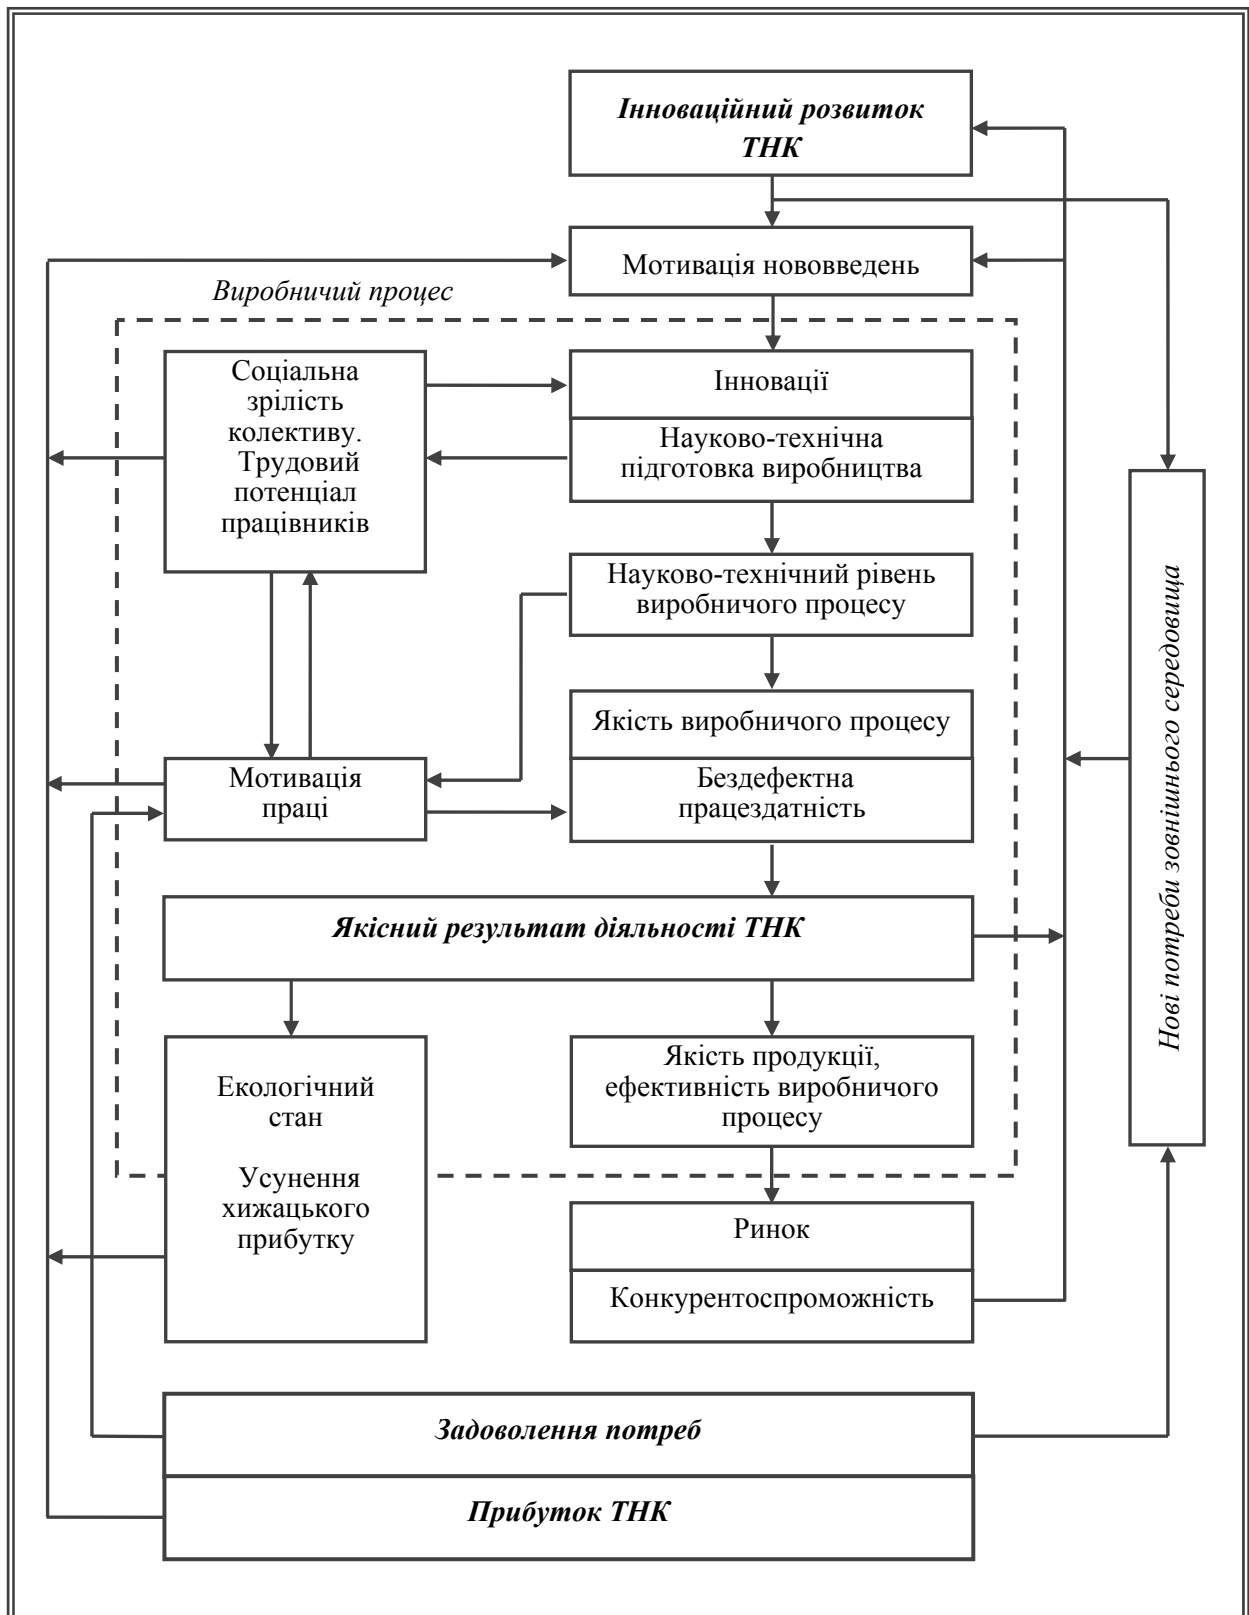 Інноваційний розвиток
ТНК
Мотивація нововведень
Виробничий процес
Соціальна
зрілість
колективу.
Трудовий
потенціал
працівників
Інновації
Науково-технічна
підготовка виробництва
Науково-технічний рівень
виробничого процесу
Якість виробничого процесу
Бездефектна
працездатність
Мотивація
праці
Якісний результат діяльності ТНК
Екологічний
стан
Усунення
хижацького
прибутку
Якість продукції,
ефективність виробничого
процесу
Ринок
Конкурентоспроможність
Нові потреби зовнішнього середовища
Задоволення потреб
Прибуток ТНК